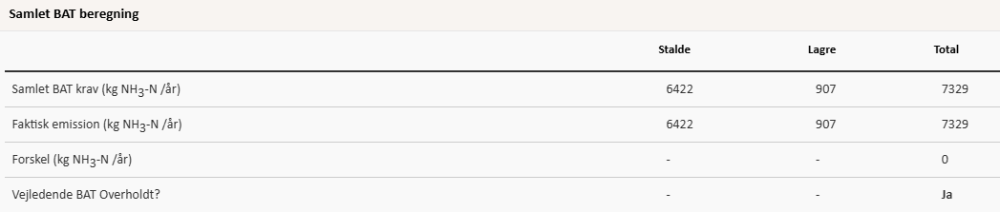 Samlet BAT beregning
Stalde Lagre Total
Samlet BAT krav (kg NH3-N /år) 6422 907 7329
Faktisk emission (kg NH3-N /år) 6422 907 7329
Forskel (kg NH3-N /år) - - 0
Vejledende BAT Overholdt? - - Ja